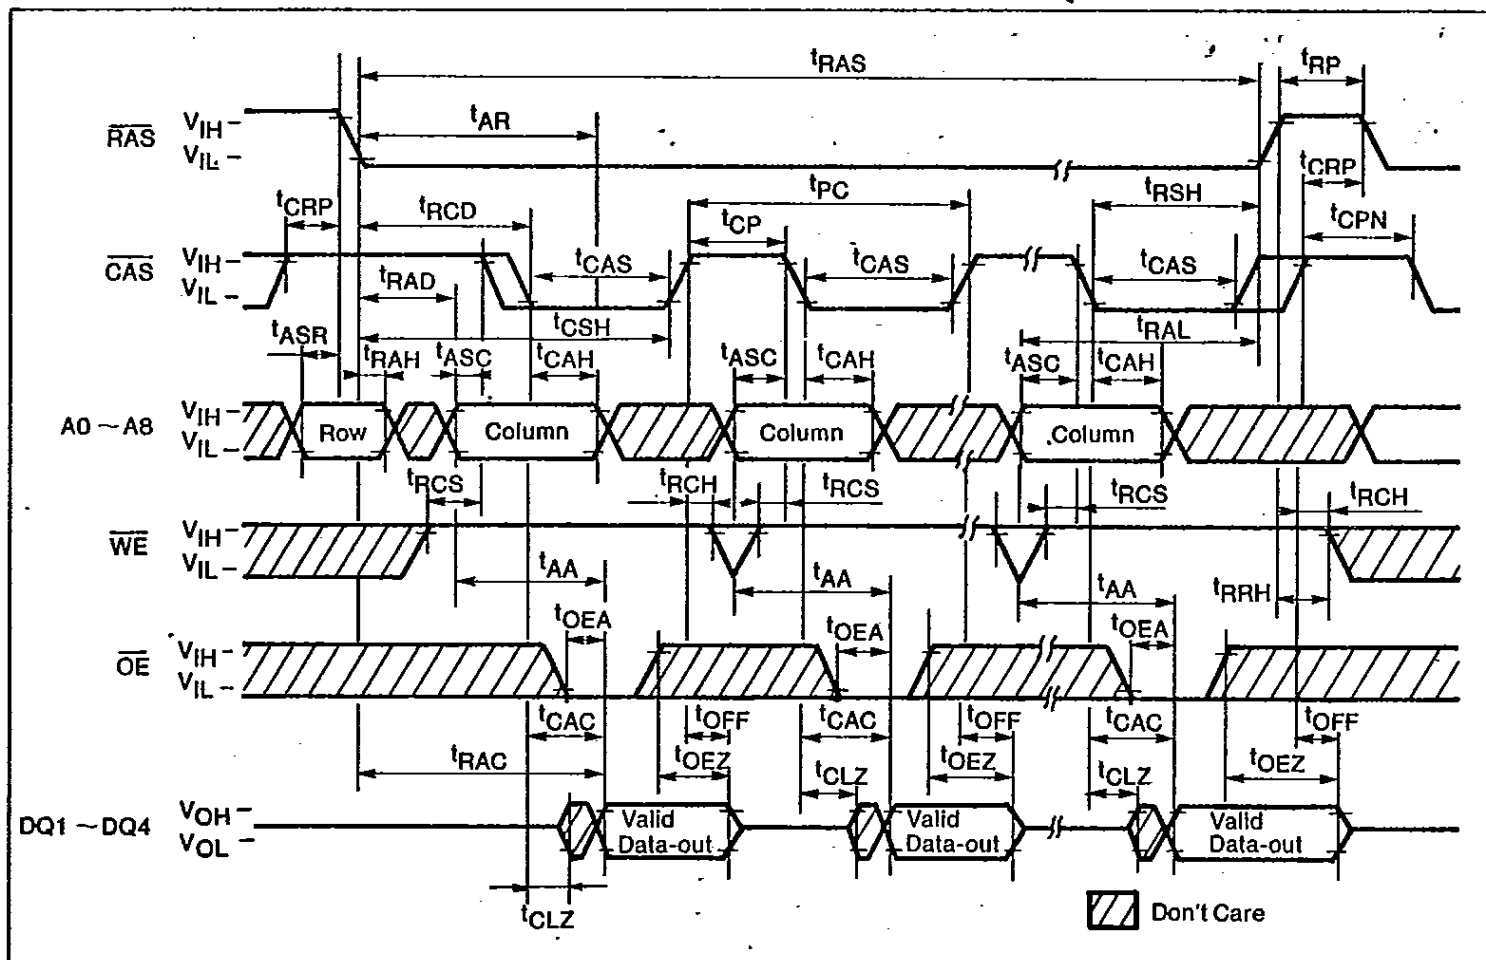 tRAS
tRP
tAR
RAS
VIH
VIL
tCRP
tCRP
tRCD
tPC
tRSH
tCP
tCPN
CAS
VIH
VIL
tCAS
tCAS
tCAS
tRAD
tCSH
tRAL
tASR
tRAH
tASC
tCAH
tASC
tCAH
tASC
tCAH
A0 ~ A8
VIH
VIL
Row
Column
Column
Column
tRCS
tRCH
tRCS
tRCS
tRCH
WE
VIH
VIL
tAA
tAA
tAA
tRRH
tOEA
tOEA
tOEA
OE
VIH
VIL
tCAC
tOFF
tCAC
tOFF
tCAC
tOFF
tRAC
tOEZ
tCLZ
tOEZ
tCLZ
tOEZ
DQ1 ~ DQ4
VOH
VOL
Valid
Data-out
Valid
Data-out
Valid
Data-out
tCLZ
Don't Care